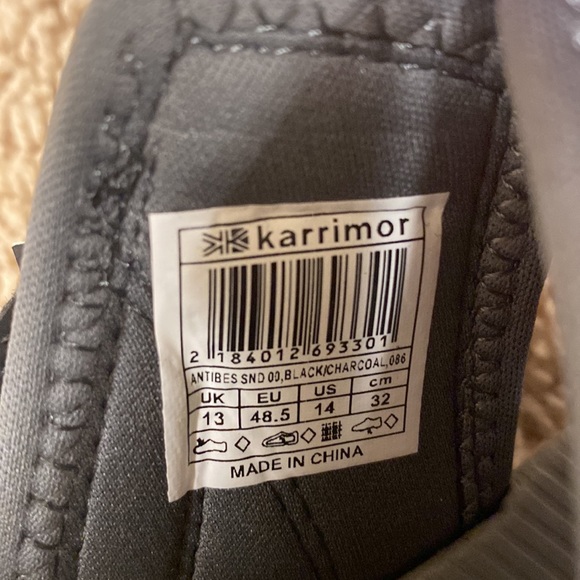 karrimor
2 184012 693301
ANTIBES SND 00,BLACK/CHARCOAL,086
UK EU US cm
13 48.5 14 32
MADE IN CHINA